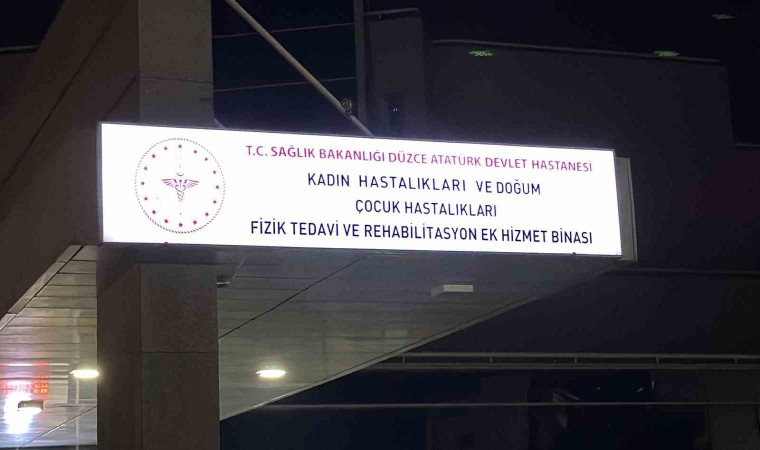 T.C. SAĞLIK BAKANLIĞI DÜZCE ATATÜRK DEVLET HASTANESİ
KADIN HASTALIKLARI VE DOĞUM
ÇOCUK HASTALIKLARI
FİZİK TEDAVİ VE REHABİLİTASYON EK HİZMET BİNASI